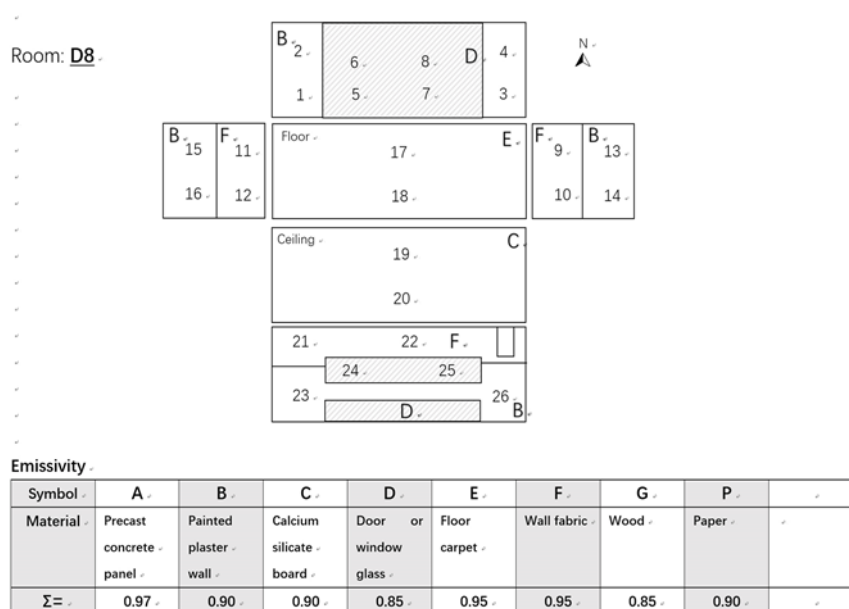 Room: D8
N
B
2 6 8 D 4
1 5 7 3
B F Floor E F B
15 11 17 9 13
16 12 18 10 14
Ceiling C
19
20
21 22 F
24 25
23 26
D B
Emissivity
Symbol A B C D E F G P
Material Precast concrete panel Painted plaster wall Calcium silicate board Door or window glass Floor carpet Wall fabric Wood Paper
Σ= 0.97 0.90 0.90 0.85 0.95 0.95 0.85 0.90